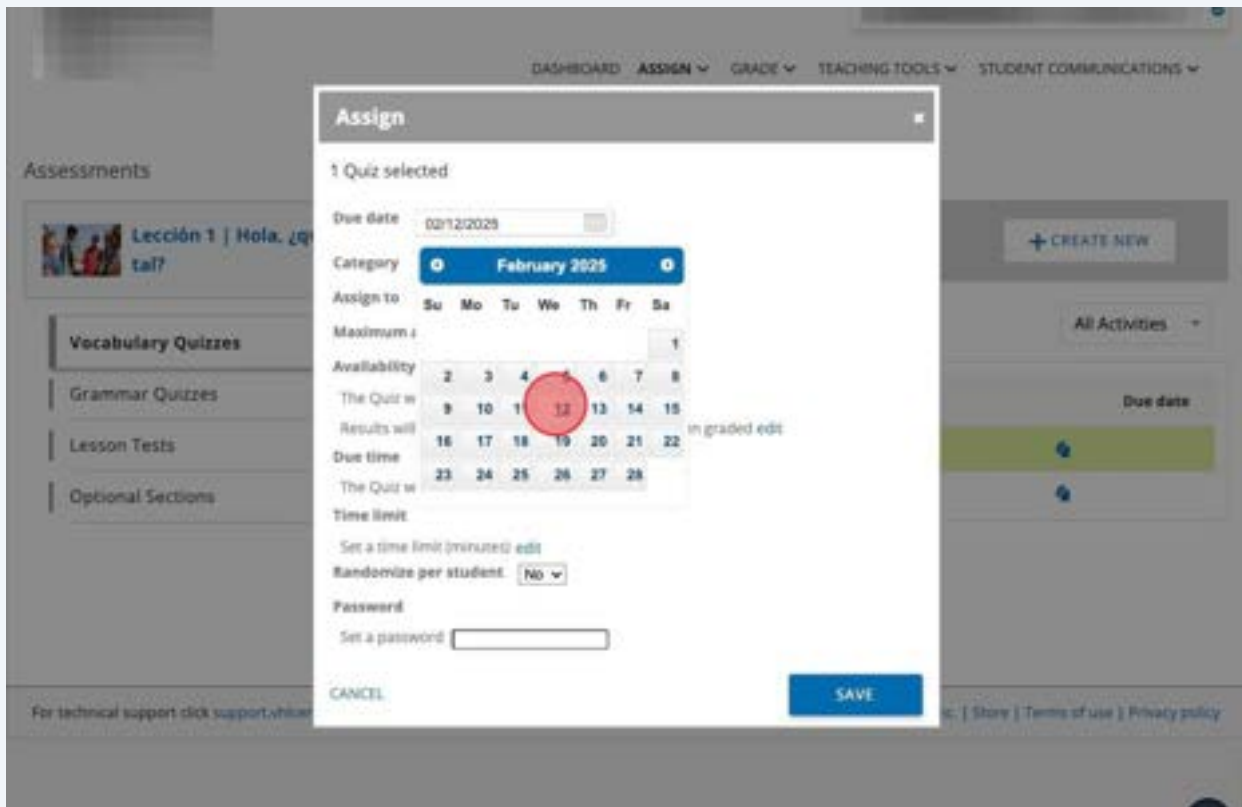 DASHBOARD ASSIGN GRADE TEACHING TOOLS STUDENT COMMUNICATIONS
Assign
Assessments
1 Quiz selected
Due date 02/12/2025
Lección 1 | Hola, ¿qu
tal?
+ CREATE NEW
Category
February 2025
Assign to
Su Mo Tu We Th Fr Sa
Maximum a
1
All Activities
Vocabulary Quizzes
Availability
2 3 4 5 6 7 8
Grammar Quizzes
The Quiz w
9 10 11 12 13 14 15
Due date
Results will
n graded edit
Lesson Tests
16 17 18 19 20 21 22
Due time
23 24 25 26 27 28
The Quiz w
Optional Sections
Time limit
Set a time limit (minutes) edit
Randomize per student No
Password
Set a password
CANCEL
SAVE
For technical support click support.vhlcen
c. | Store | Terms of use | Privacy policy